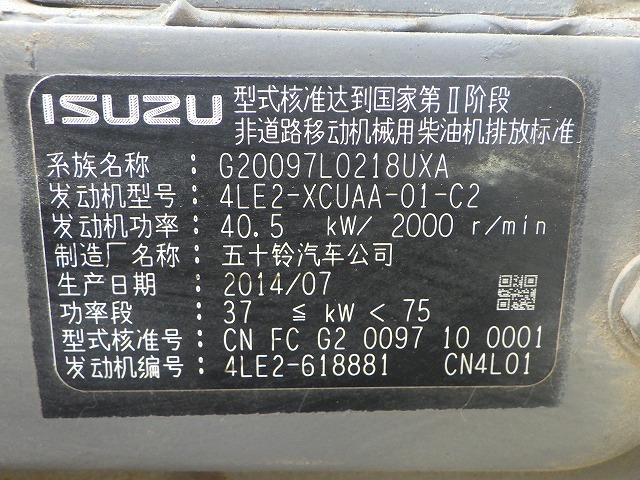 ISUZU 型式核准达到国家第Ⅱ阶段
非道路移动机械用柴油机排放标准
系族名称：G20097L0218UXA
发动机型号：4LE2-XCUAA-01-C2
发动机功率：40.5 kW/ 2000 r/min
制造厂名称：五十铃汽车公司
生产日期：2014/07
功率段：37 ≦ kW < 75
型式核准号：CN FC G2 0097 10 0001
发动机编号：4LE2-618881 CN4L01